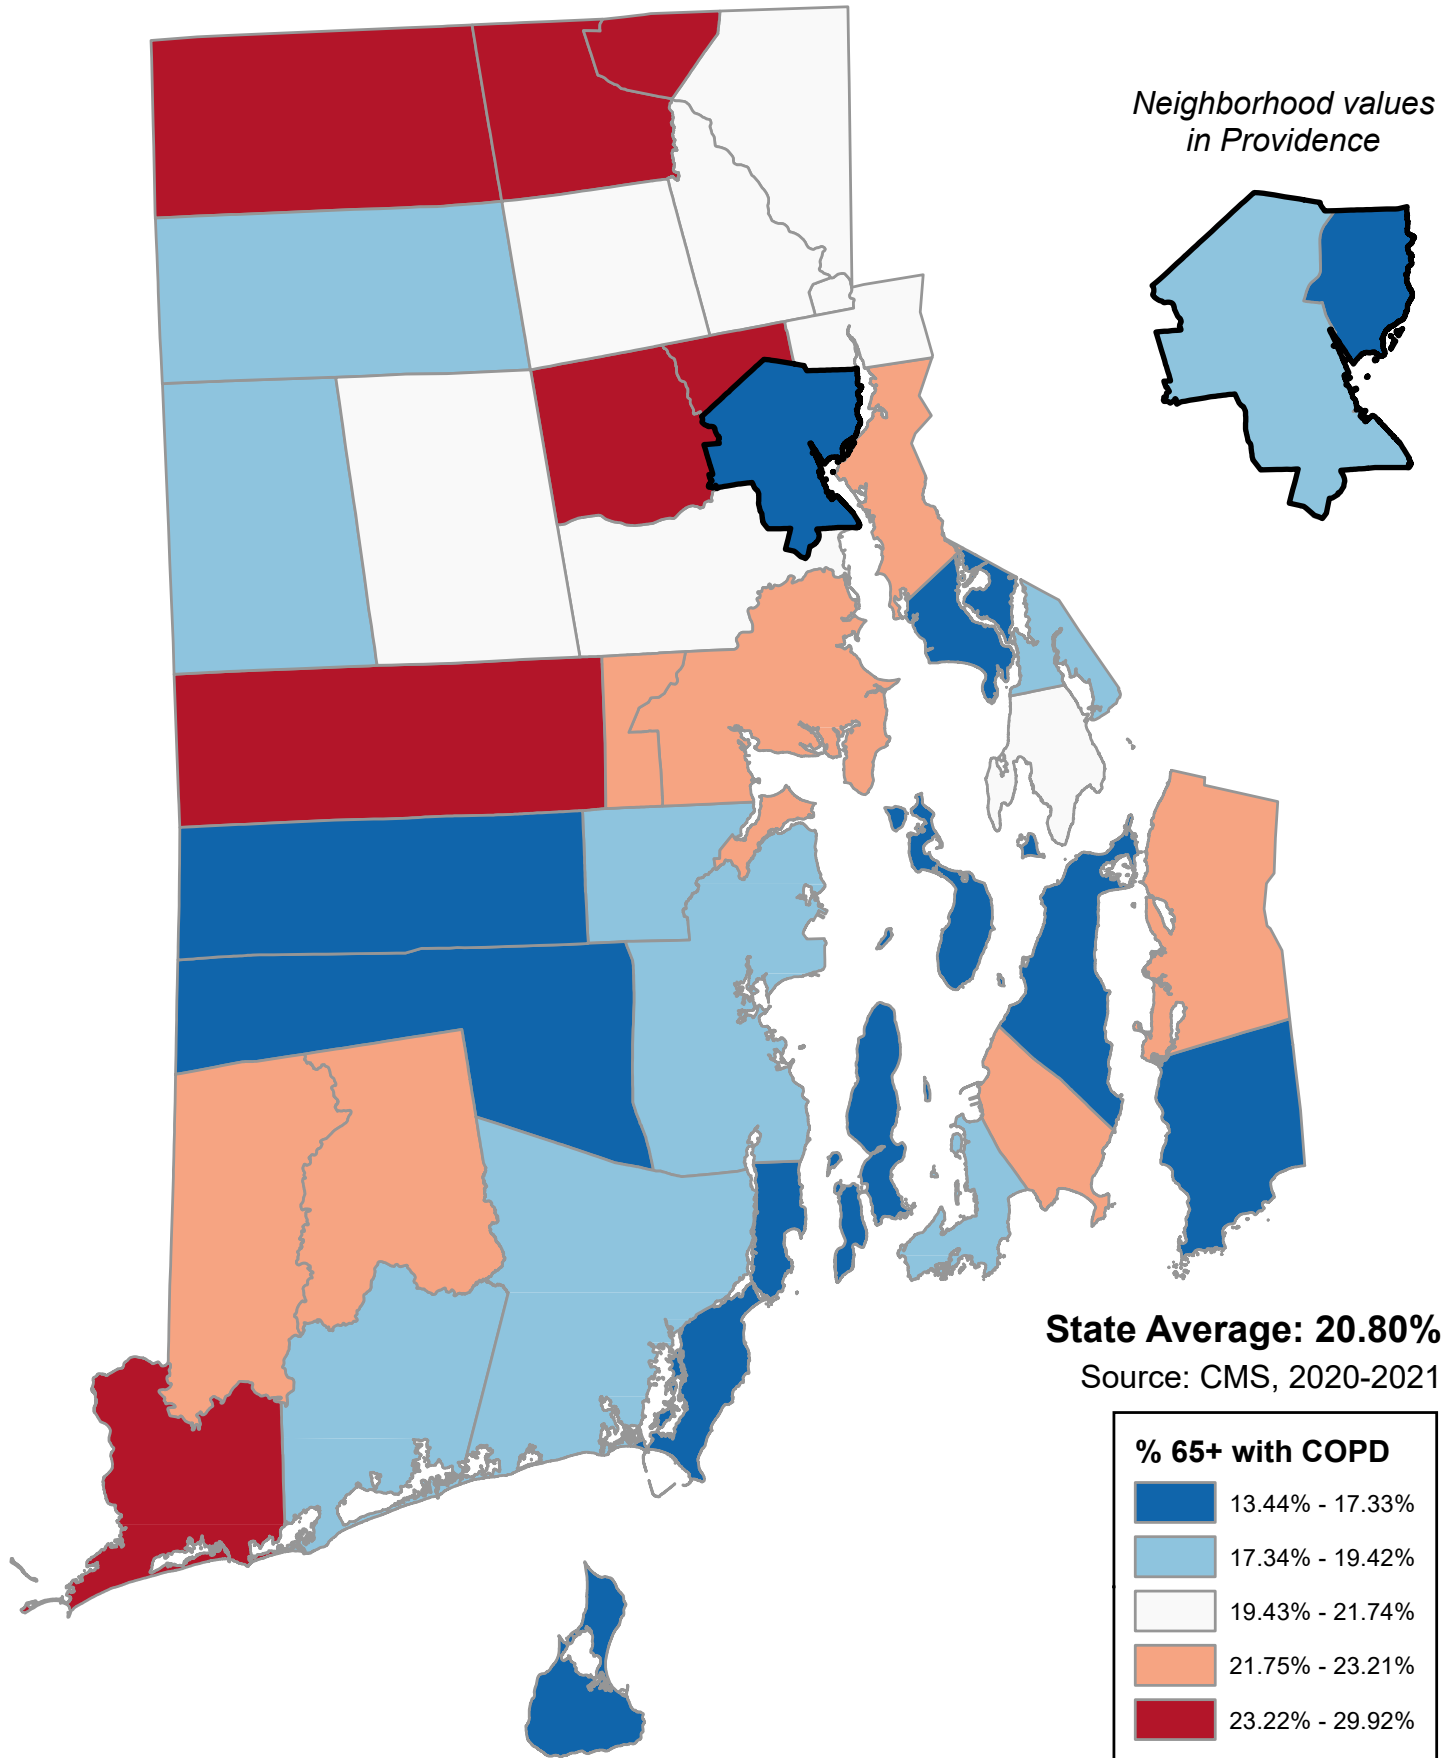 Neighborhood values
in Providence
State Average: 20.80%
Source: CMS, 2020-2021
% 65+ with COPD
13.44% - 17.33%
17.34% - 19.42%
19.43% - 21.74%
21.75% - 23.21%
23.22% - 29.92%